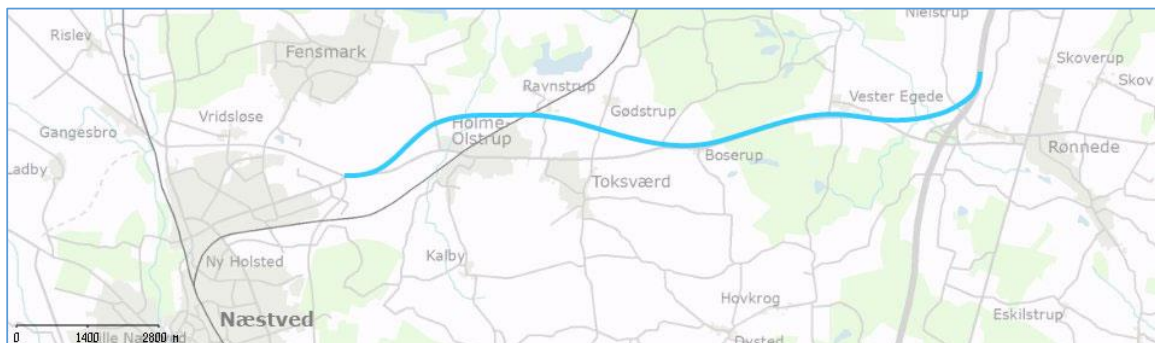 Nielstrup
Rislev
Fensmark
Skoverup
Skov
Ravnstrup
Vester Egede
Gødstrup
Vridsløse
Gangesbro
Holme-
Olstrup
Rønnede
Boserup
Toksværd
Ladby
Ny Holsted
Kalby
Hovkrog
Næstved
Eskilstrup
0 1400 2800 M